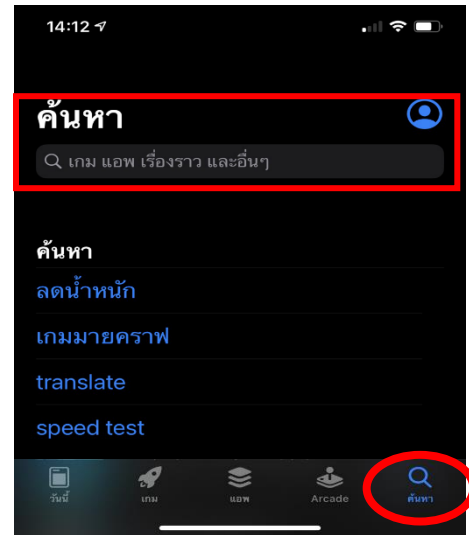 14:12
ค้นหา
เกม แอพ เรื่องราว และอื่นๆ
ค้นหา
ลดน้ำหนัก
เกมมายคราฟ
translate
speed test
วันนี้ เกม แอพ Arcade ค้นหา